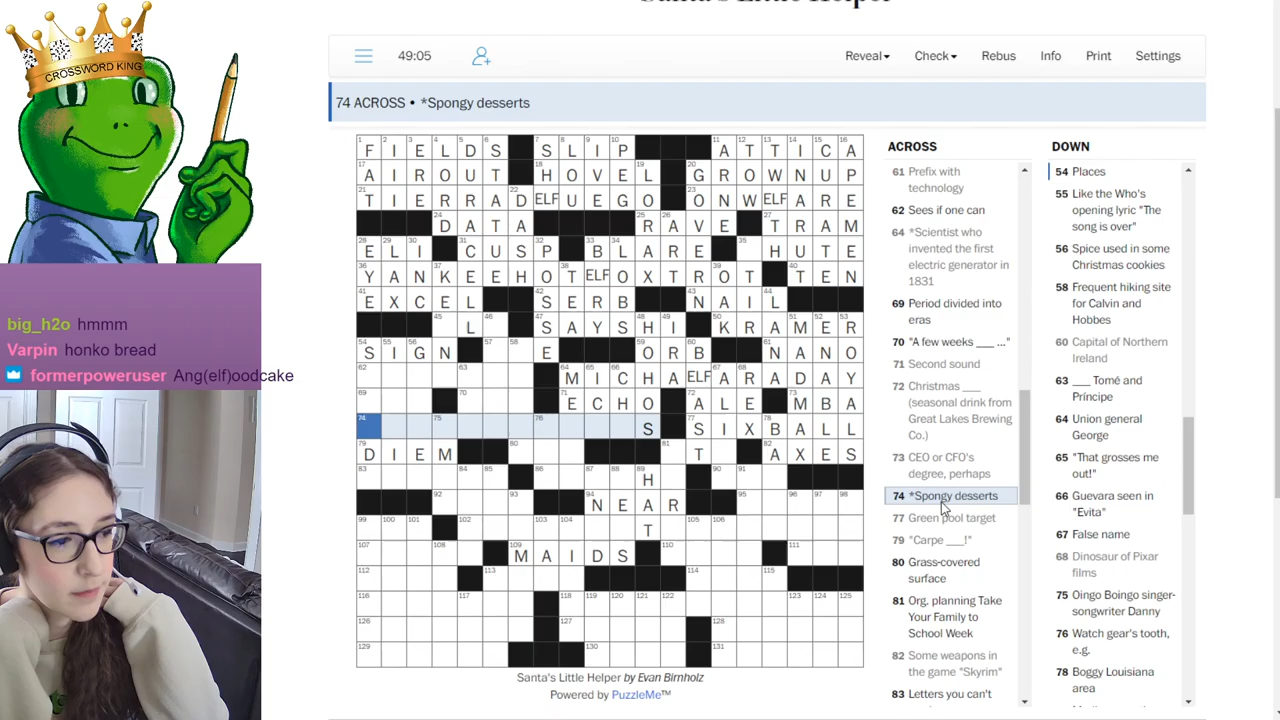 Santa's Little Helper
CROSSWORD KING
49:05
Reveal
Check
Rebus
Info
Print
Settings
74 ACROSS • *Spongy desserts
big_h2o hmmm
Varpin honko bread
formerpoweruser Ang(elf)oodcake
F I E L D S S L I P A T T I C A
A I R O U T H O V E L G R O W N U P
T I E R R A D ELF U E G O O N W ELF A R E
D A T A R A V E T R A M
E L I C U S P B L A R E H U T E
Y A N K E E H O T ELF O X T R O T T E N
E X C E L S E R B N A I L
L S A Y S H I K R A M E R
S I G N E O R B N A N O
M I C H A ELF A R A D A Y
E C H O A L E M B A
S S I X B A L L
D I E M T A X E S
H
N E A R
T
M A I D S
Santa's Little Helper by Evan Birnholz
Powered by PuzzleMe™
ACROSS
61 Prefix with
technology
62 Sees if one can
64 *Scientist who
invented the first
electric generator in
1831
69 Period divided into
eras
70 "A few weeks ___ ..."
71 Second sound
72 Christmas ___
(seasonal drink from
Great Lakes Brewing
Co.)
73 CEO or CFO's
degree, perhaps
74 *Spongy desserts
77 Green pool target
79 "Carpe ___!"
80 Grass-covered
surface
81 Org. planning Take
Your Family to
School Week
82 Some weapons in
the game "Skyrim"
83 Letters you can't
DOWN
54 Places
55 Like the Who's
opening lyric "The
song is over"
56 Spice used in some
Christmas cookies
58 Frequent hiking site
for Calvin and
Hobbes
60 Capital of Northern
Ireland
63 ___ Tomé and
Príncipe
64 Union general
George
65 "That grosses me
out!"
66 Guevara seen in
"Evita"
67 False name
68 Dinosaur of Pixar
films
75 Oingo Boingo singer-
songwriter Danny
76 Watch gear's tooth,
e.g.
78 Boggy Louisiana
area